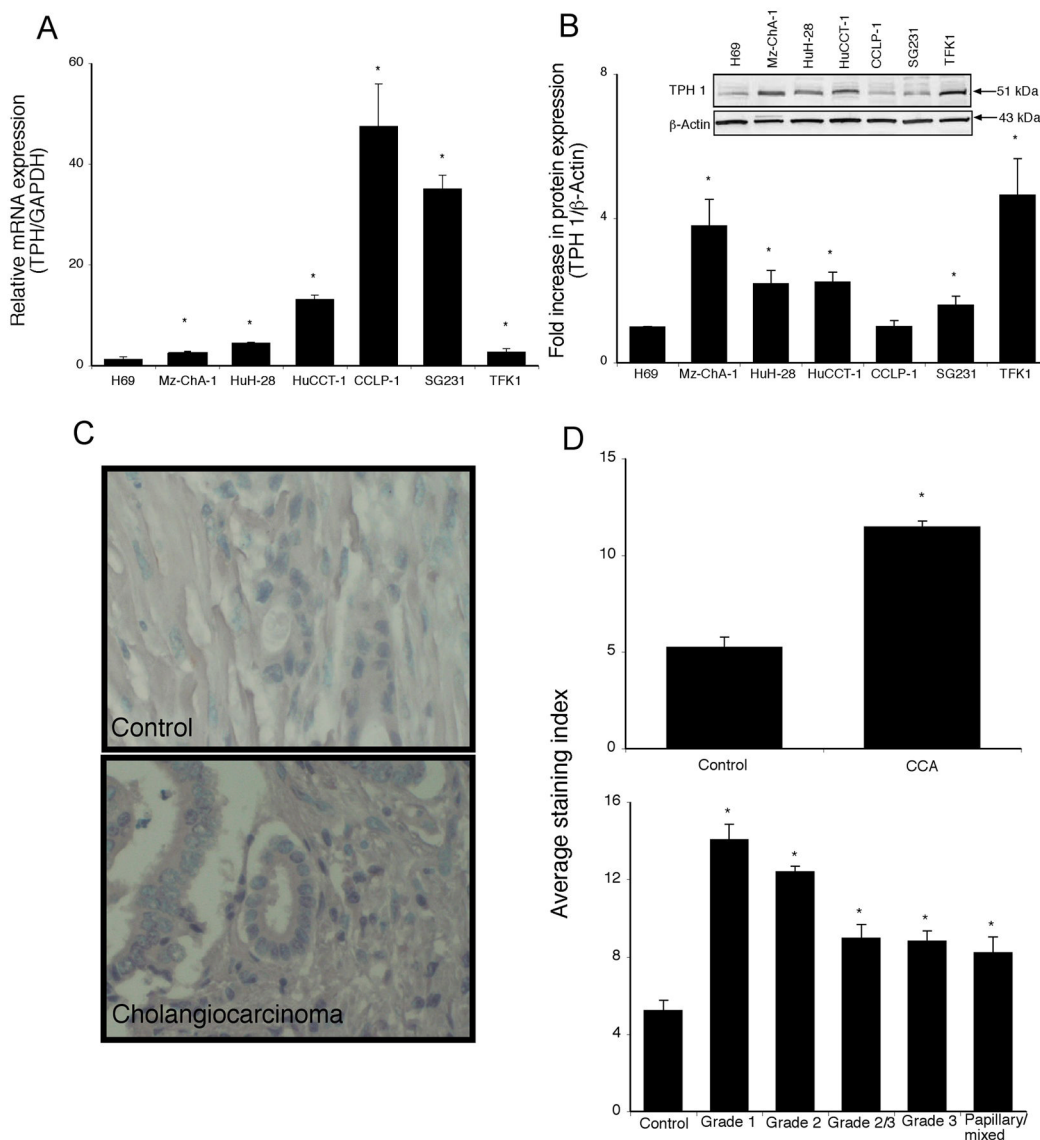 A
Relative mRNA expression
(TPH/GAPDH)
60
40
20
0
*
*
*
*
*
*
H69 Mz-ChA-1 HuH-28 HuCCT-1 CCLP-1 SG231 TFK1
B
H69
Mz-ChA-1
HuH-28
HuCCT-1
CCLP-1
SG231
TFK1
TPH 1
51 kDa
β-Actin
43 kDa
Fold increase in protein expression
(TPH 1/β-Actin)
8
4
0
*
*
*
*
*
H69 Mz-ChA-1 HuH-28 HuCCT-1 CCLP-1 SG231 TFK1
C
Control
Cholangiocarcinoma
D
Average staining index
15
10
5
0
*
Control CCA
16
12
8
4
0
*
*
*
*
*
Control Grade 1 Grade 2 Grade 2/3 Grade 3 Papillary/
mixed